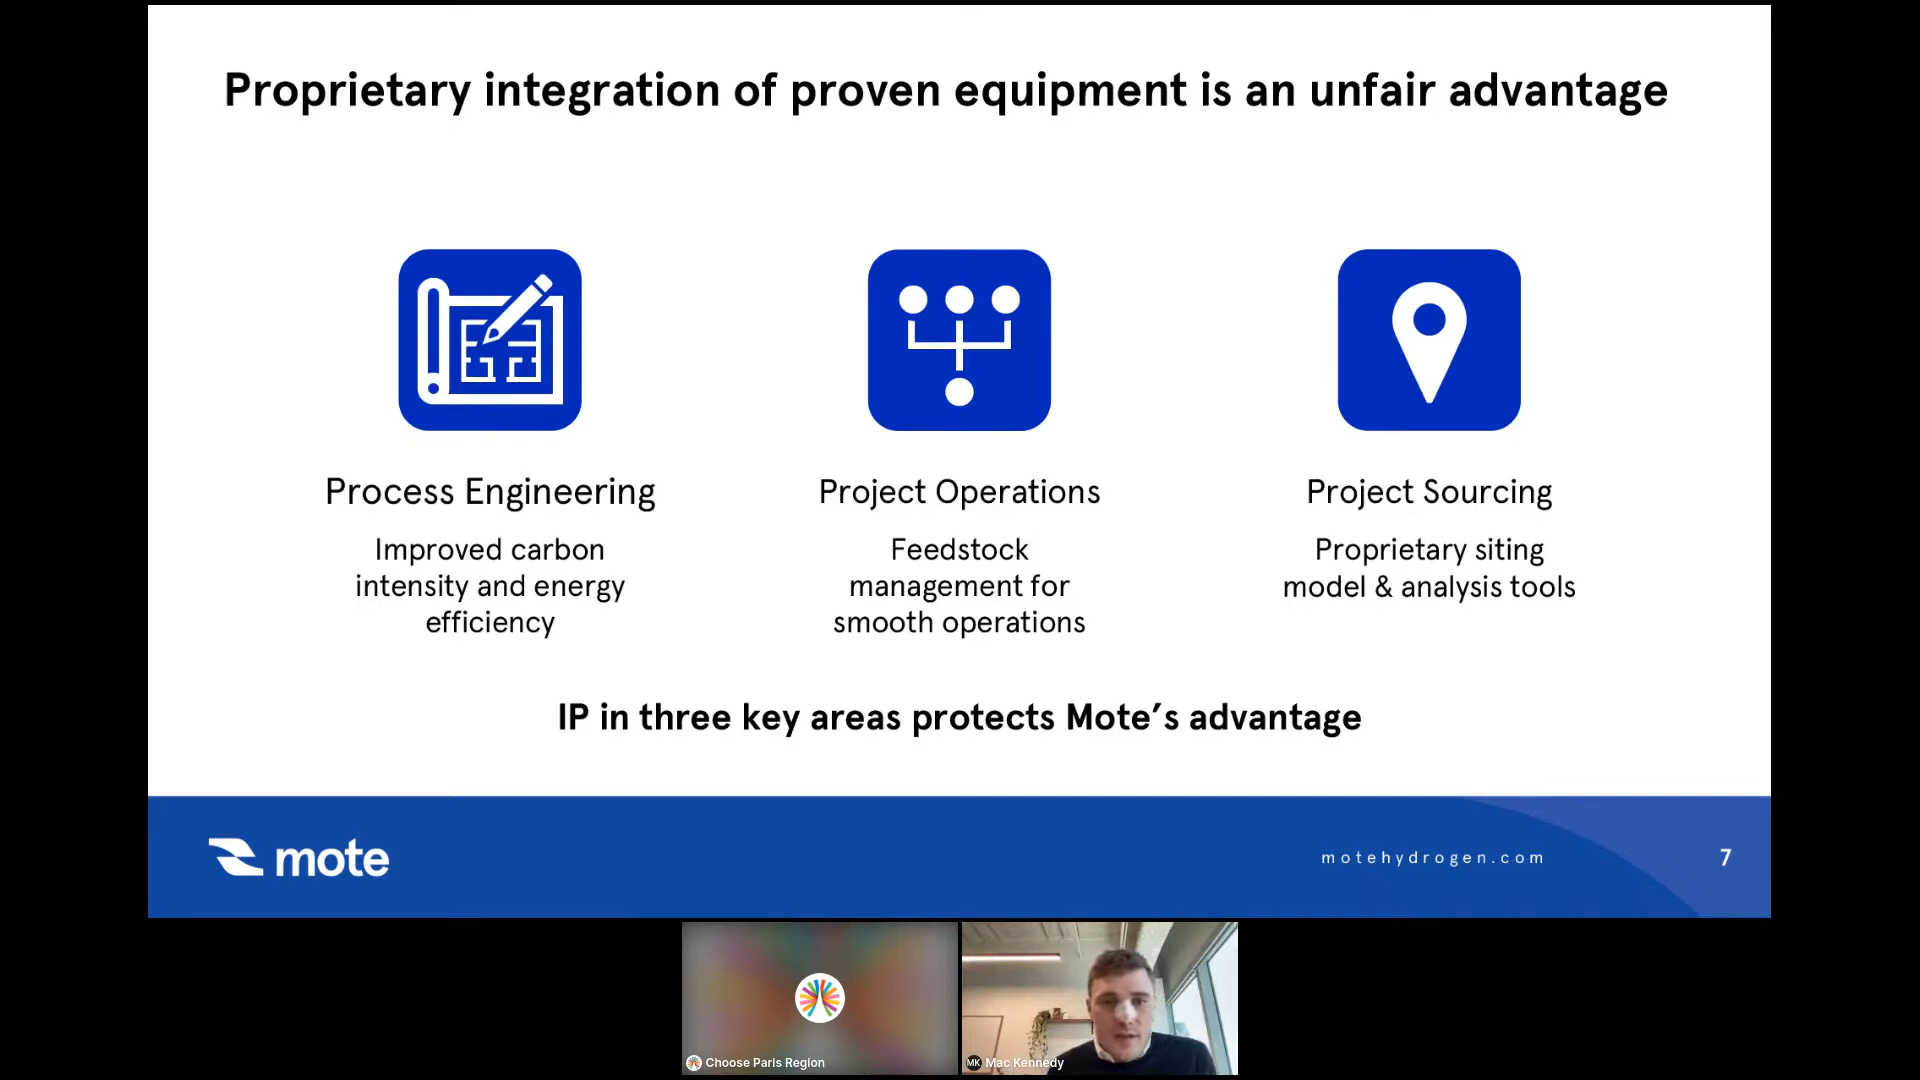 Proprietary integration of proven equipment is an unfair advantage
Process Engineering
Improved carbon
intensity and energy
efficiency
Project Operations
Feedstock
management for
smooth operations
Project Sourcing
Proprietary siting
model & analysis tools
IP in three key areas protects Mote’s advantage
mote
motehydrogen.com
7
Choose Paris Region
MK Mac Kennedy